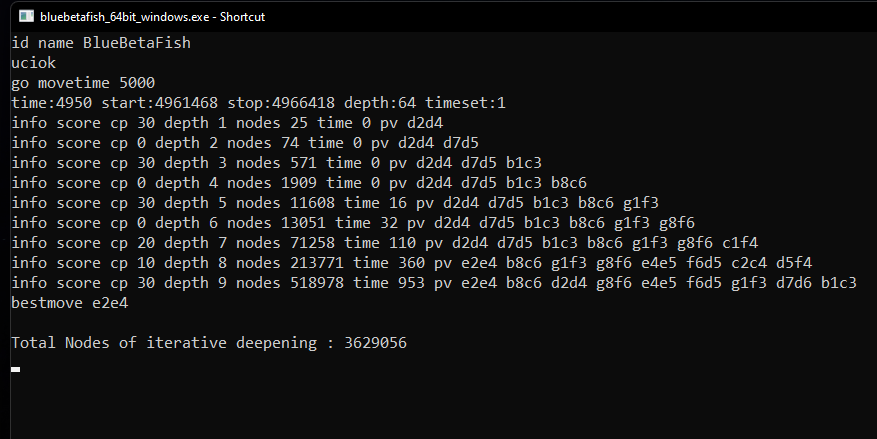 bluebetafish_64bit_windows.exe - Shortcut
id name BlueBetaFish
uciok
go movetime 5000
time:4950 start:4961468 stop:4966418 depth:64 timeset:1
info score cp 30 depth 1 nodes 25 time 0 pv d2d4
info score cp 0 depth 2 nodes 74 time 0 pv d2d4 d7d5
info score cp 30 depth 3 nodes 571 time 0 pv d2d4 d7d5 b1c3
info score cp 0 depth 4 nodes 1909 time 0 pv d2d4 d7d5 b1c3 b8c6
info score cp 30 depth 5 nodes 11608 time 16 pv d2d4 d7d5 b1c3 b8c6 g1f3
info score cp 0 depth 6 nodes 13051 time 32 pv d2d4 d7d5 b1c3 b8c6 g1f3 g8f6
info score cp 20 depth 7 nodes 71258 time 110 pv d2d4 d7d5 b1c3 b8c6 g1f3 g8f6 c1f4
info score cp 10 depth 8 nodes 213771 time 360 pv e2e4 b8c6 g1f3 g8f6 e4e5 f6d5 c2c4 d5f4
info score cp 30 depth 9 nodes 518978 time 953 pv e2e4 b8c6 d2d4 g8f6 e4e5 f6d5 g1f3 d7d6 b1c3
bestmove e2e4
Total Nodes of iterative deepening : 3629056